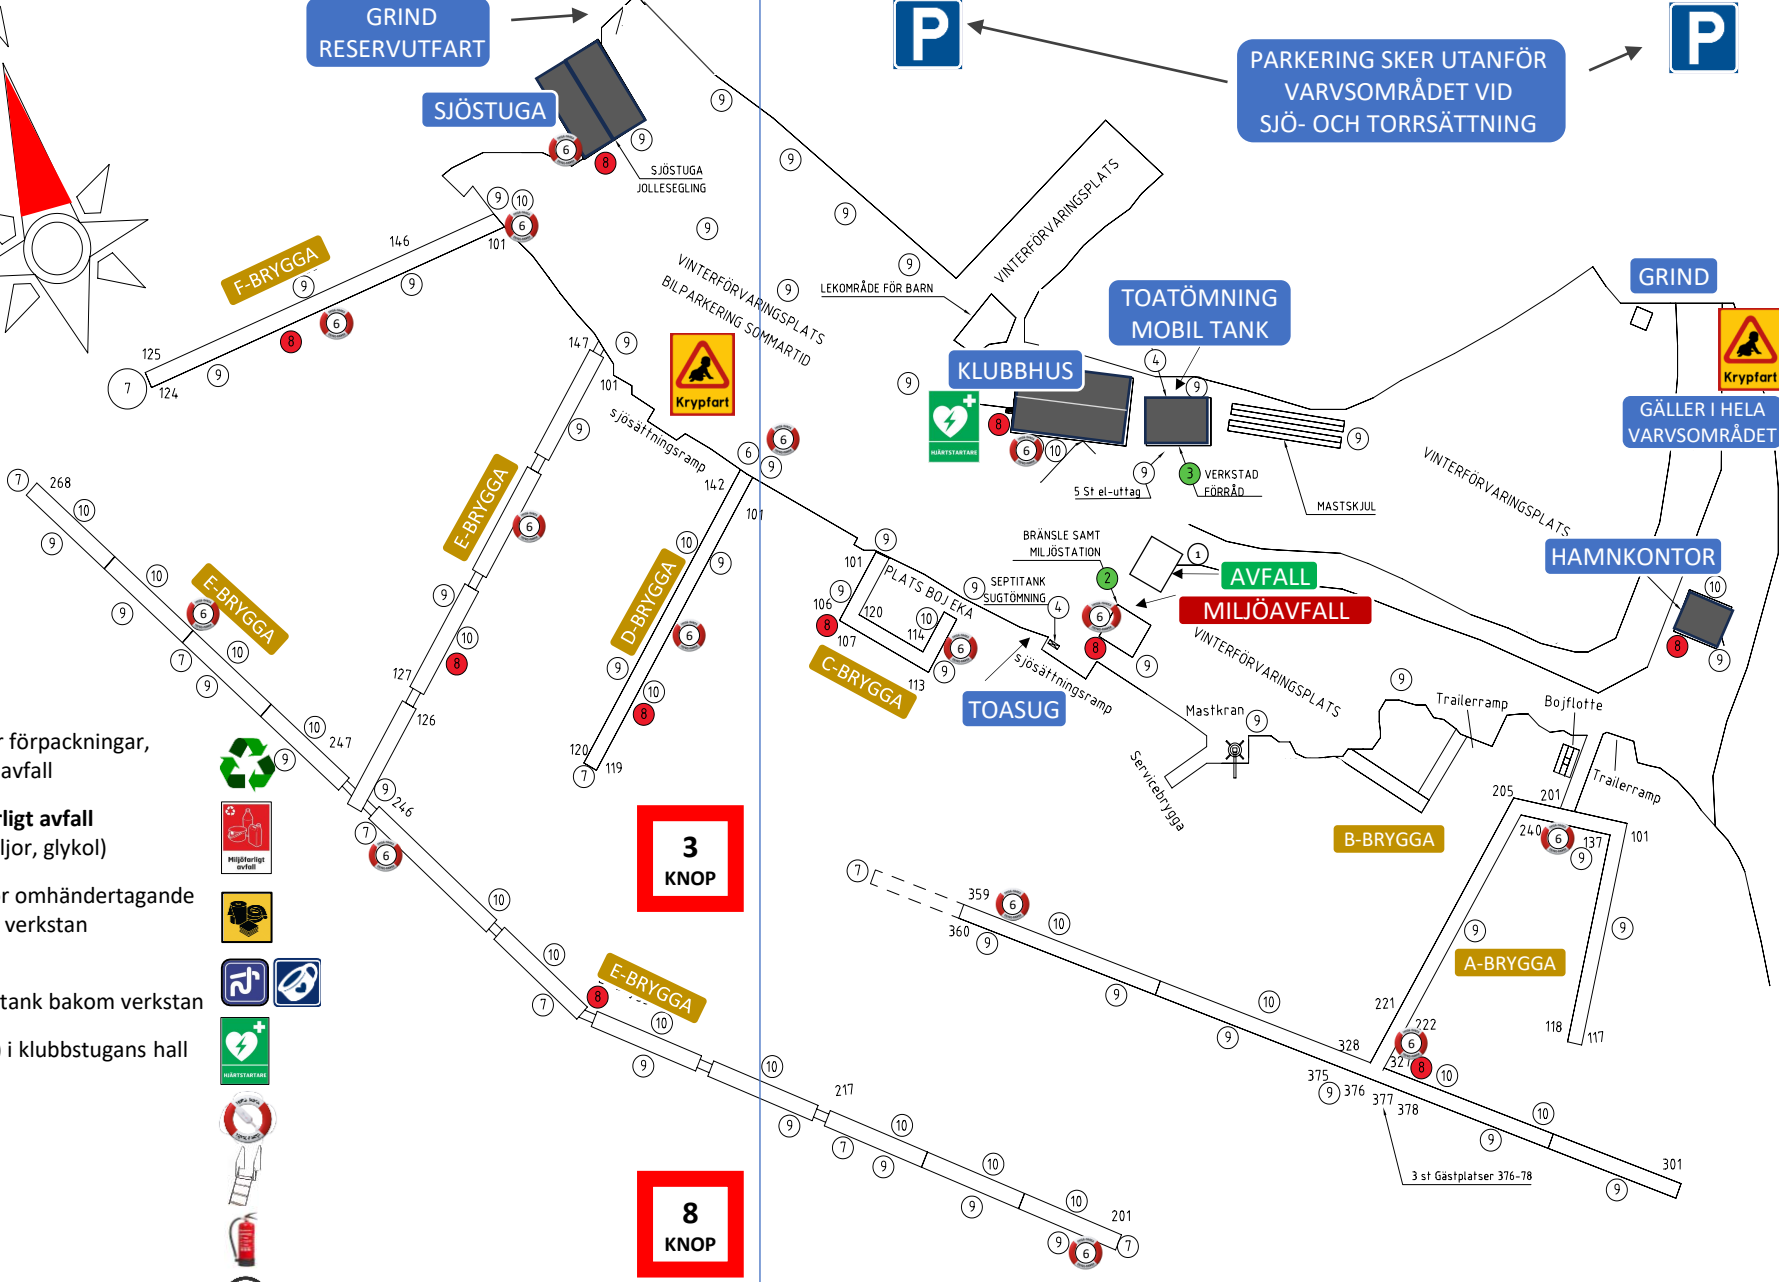 GRIND
RESERVUTFART
SJÖSTUGA
SJÖSTUGA
JOLLESEGLING
P
P
PARKERING SKER UTANFÖR
VARVSOMRÅDET VID
SJÖ- OCH TORRSÄTTNING
F-BRYGGA
146
101
125
124
7
VINTERFÖRVARINGSPLATS
BILPARKERING SOMMARTID
LEKOMRÅDE FÖR BARN
VINTERFÖRVARINGSPLATS
TOATÖMNING
MOBIL TANK
GRIND
Krypfart
Krypfart
GÄLLER I HELA
VARVSOMRÅDET
KLUBBHUS
HJÄRTSTARTARE
5 St el-uttag
VERKSTAD
FÖRRÅD
MASTSKJUL
VINTERFÖRVARINGSPLATS
HAMNKONTOR
147
101
sjösättningsramp
E-BRYGGA
127
126
142
101
D-BRYGGA
120
119
268
E-BRYGGA
247
246
BRÄNSLE SAMT
MILJÖSTATION
AVFALL
MILJÖAVFALL
SEPTITANK
SUGTÖMNING
PLATS BOJ EKA
101
106
107
120
114
113
C-BRYGGA
TOASUG
sjösättningsramp
VINTERFÖRVARINGSPLATS
Mastkran
Servicebrygga
Trailerramp
Bojflotte
Trailerramp
B-BRYGGA
205
201
240
137
101
A-BRYGGA
221
222
118
117
359
360
328
327
375
376
377
378
3 st Gästplatser 376-78
301
E-BRYGGA
217
201
3
KNOP
8
KNOP
r förpackningar,
avfall
rligt avfall
ljor, glykol)
Miljöfarligt
avfall
r omhändertagande
verkstan
tank bakom verkstan
i klubbstugans hall
HJÄRTSTARTARE